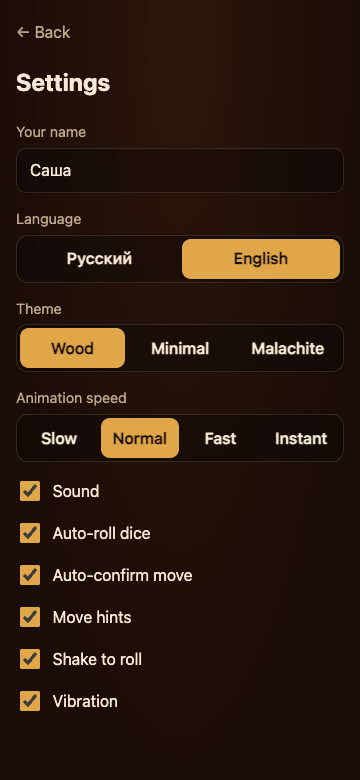 ← Back
Settings
Your name
Саша
Language
Русский English
Theme
Wood Minimal Malachite
Animation speed
Slow Normal Fast Instant
Sound
Auto-roll dice
Auto-confirm move
Move hints
Shake to roll
Vibration